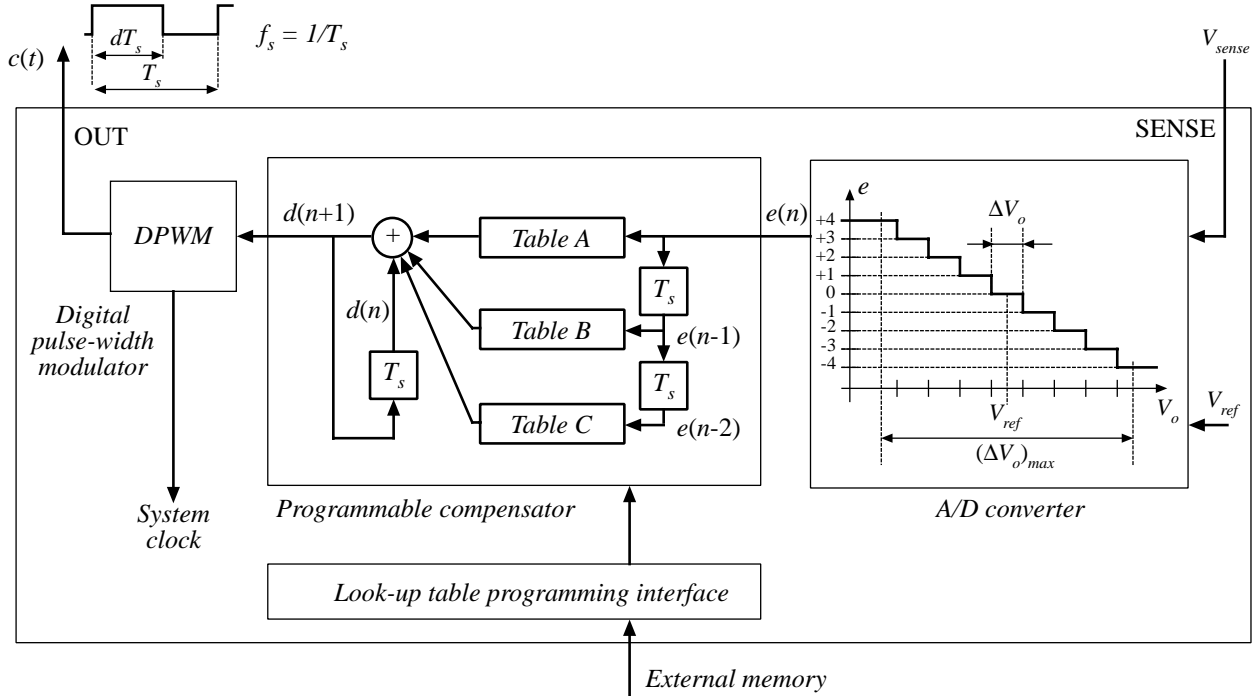 dT_s
T_s
f_s = 1/T_s
c(t)
V_sense
OUT
SENSE
DPWM
Digital
pulse-width
modulator
System
clock
d(n+1)
+
d(n)
T_s
Table A
Table B
Table C
T_s
T_s
e(n)
e(n-1)
e(n-2)
Programmable compensator
e
+4
+3
+2
+1
0
-1
-2
-3
-4
ΔV_o
V_ref
V_o
(ΔV_o)_max
V_ref
A/D converter
Look-up table programming interface
External memory